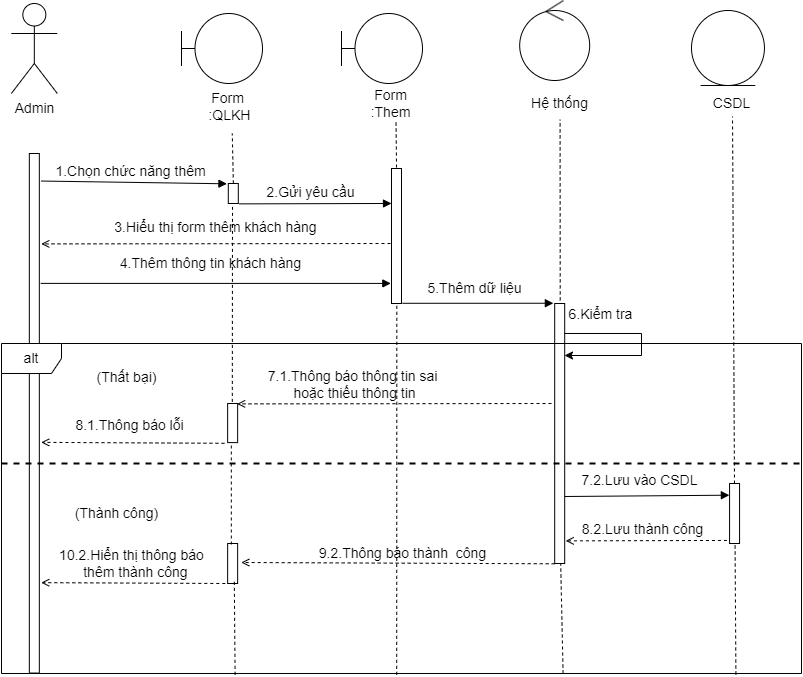 Admin
Form
:QLKH
Form
:Them
Hệ thống
CSDL
1.Chọn chức năng thêm
2.Gửi yêu cầu
3.Hiểu thị form thêm khách hàng
4.Thêm thông tin khách hàng
5.Thêm dữ liệu
6.Kiểm tra
alt
(Thất bại)
7.1.Thông báo thông tin sai
hoặc thiếu thông tin
8.1.Thông báo lỗi
7.2.Lưu vào CSDL
(Thành công)
8.2.Lưu thành công
9.2.Thông báo thành công
10.2.Hiển thị thông báo
thêm thành công